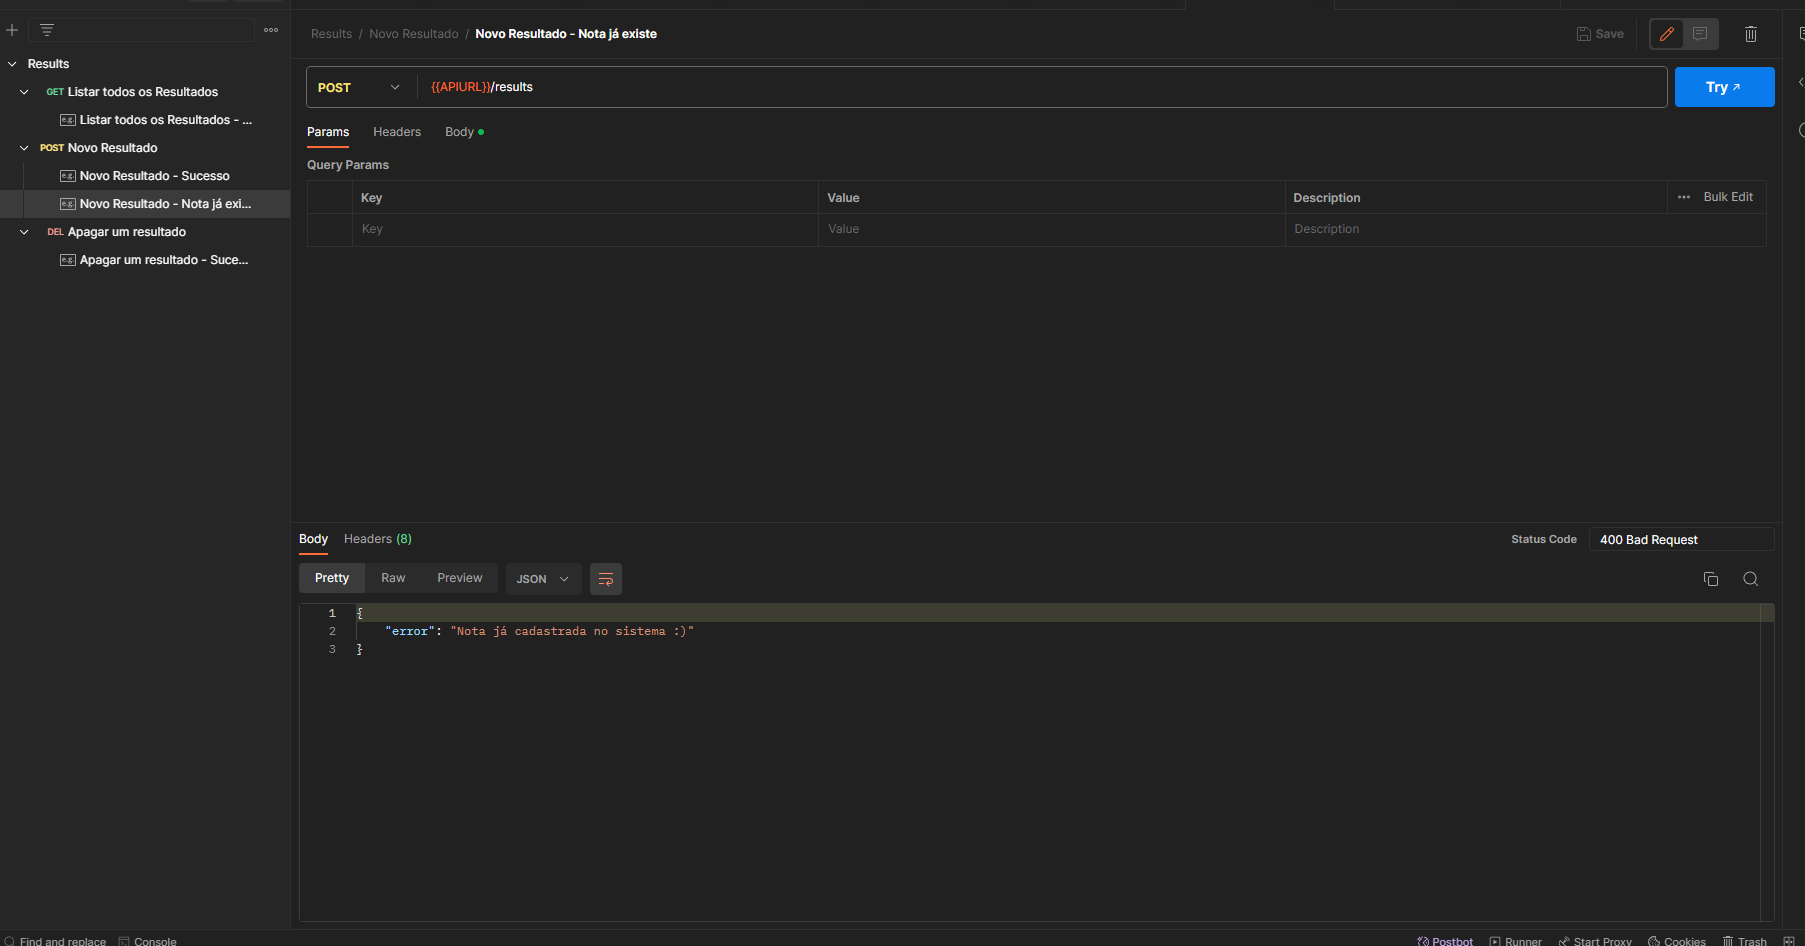 Results / Novo Resultado / Novo Resultado - Nota já existe
Save
Results
GET Listar todos os Resultados
e.g. Listar todos os Resultados - ...
POST Novo Resultado
e.g. Novo Resultado - Sucesso
e.g. Novo Resultado - Nota já exi...
DEL Apagar um resultado
e.g. Apagar um resultado - Suce...
POST {{APIURL}}/results
Try
Params Headers Body
Query Params
Key Value Description Bulk Edit
Key Value Description
Body Headers (8)
Status Code 400 Bad Request
Pretty Raw Preview JSON
1 {
2 "error": "Nota já cadastrada no sistema :)"
3 }
Find and replace Console
Postbot Runner Start Proxy Cookies Trash